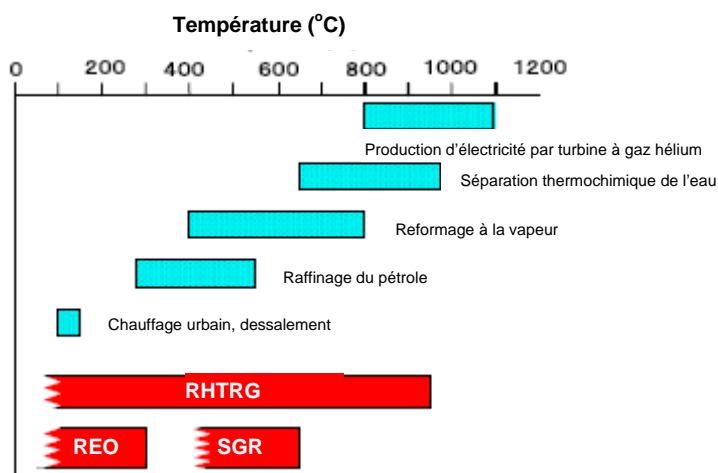 Température (°C)
0 200 400 600 800 1000 1200
Production d'électricité par turbine à gaz hélium
Séparation thermochimique de l'eau
Reformage à la vapeur
Raffinage du pétrole
Chauffage urbain, dessalement
RHTRG
REO SGR